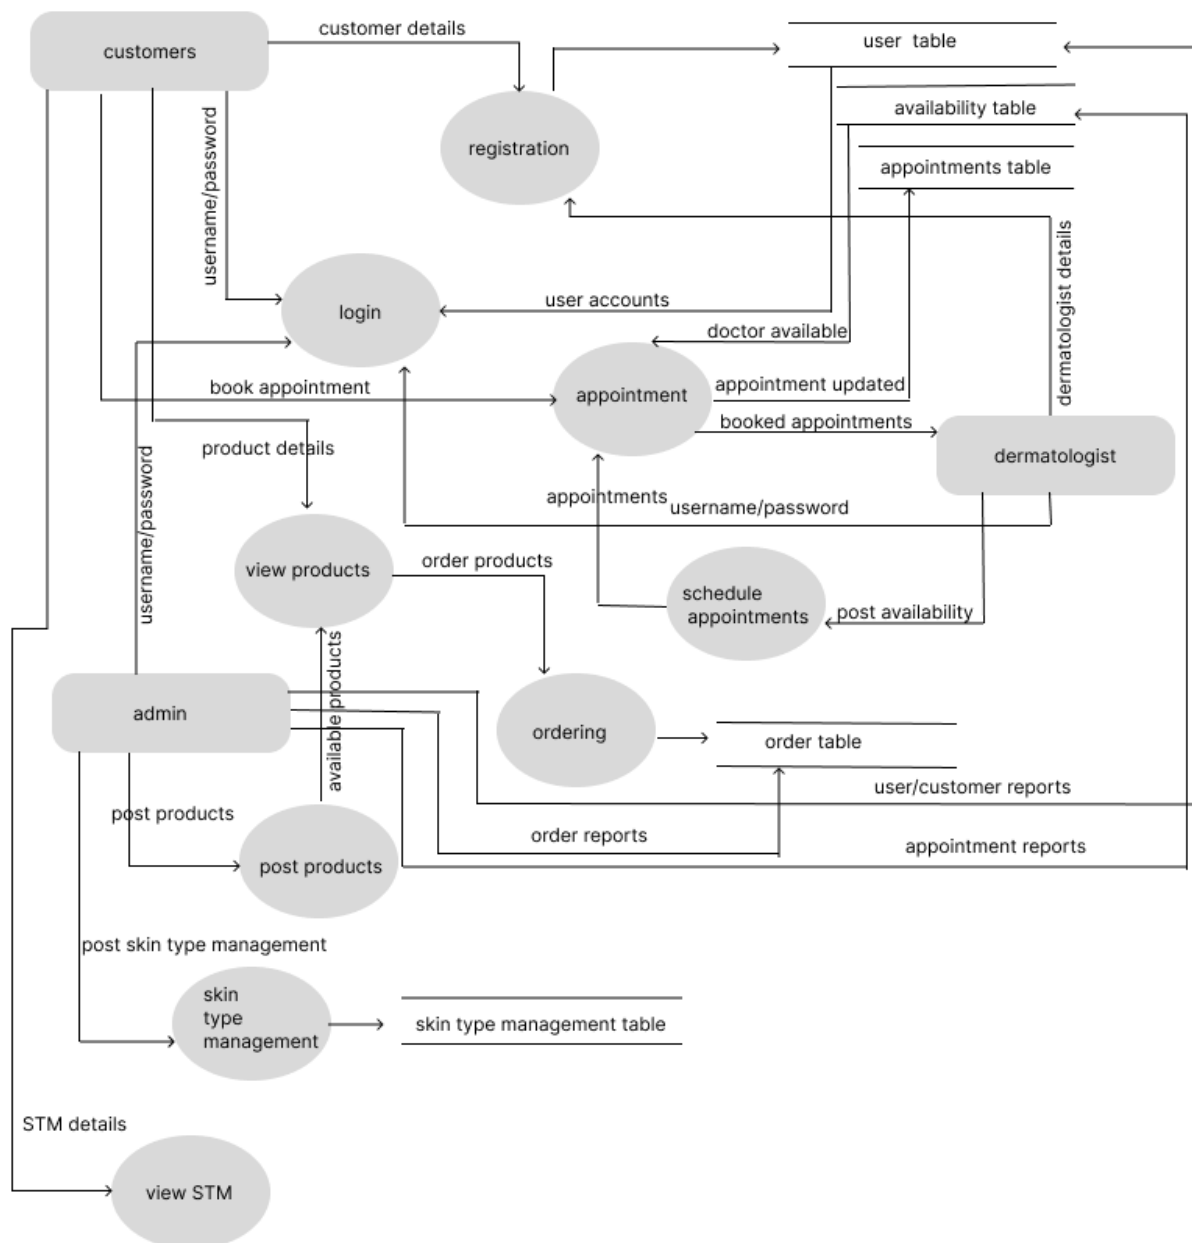 customers
customer details
user  table
availability table
registration
appointments table
username/password
dermatologist details
login
user accounts
doctor available
book appointment
appointment
appointment updated
booked appointments
product details
dermatologist
username/password
appointments
username/password
view products
order products
schedule
appointments
post availability
available products
admin
ordering
order table
user/customer reports
post products
order reports
appointment reports
post products
post skin type management
skin
type
management
skin type management table
STM details
view STM